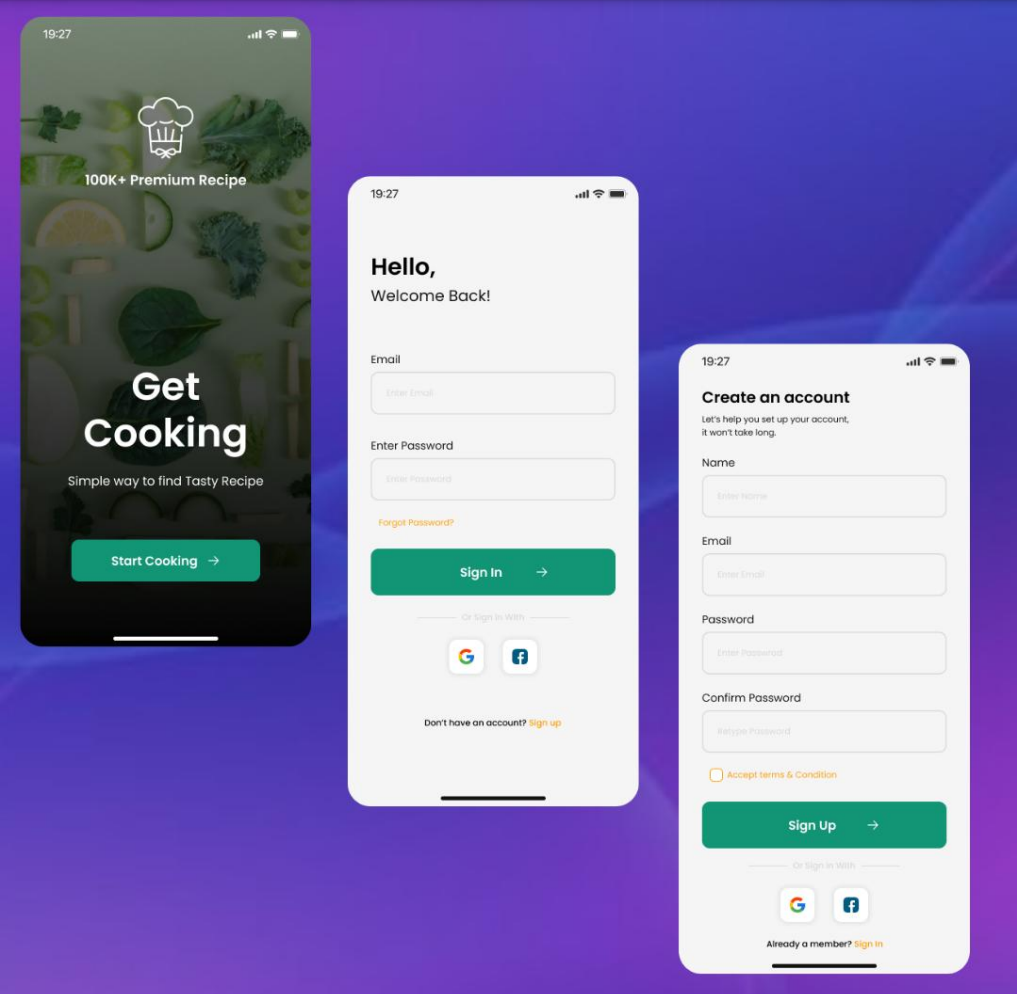 19:27
100K+ Premium Recipe
Get
Cooking
Simple way to find Tasty Recipe
Start Cooking
19:27
Hello,
Welcome Back!
Email
Enter Email
Enter Password
Enter Password
Forgot Password?
Sign In
Or Sign in With
Don't have an account? Sign up
19:27
Create an account
Let's help you set up your account,
it won't take long.
Name
Enter Name
Email
Enter Email
Password
Enter Password
Confirm Password
Retype Password
Accept terms & Condition
Sign Up
Or Sign in With
Already a member? Sign In